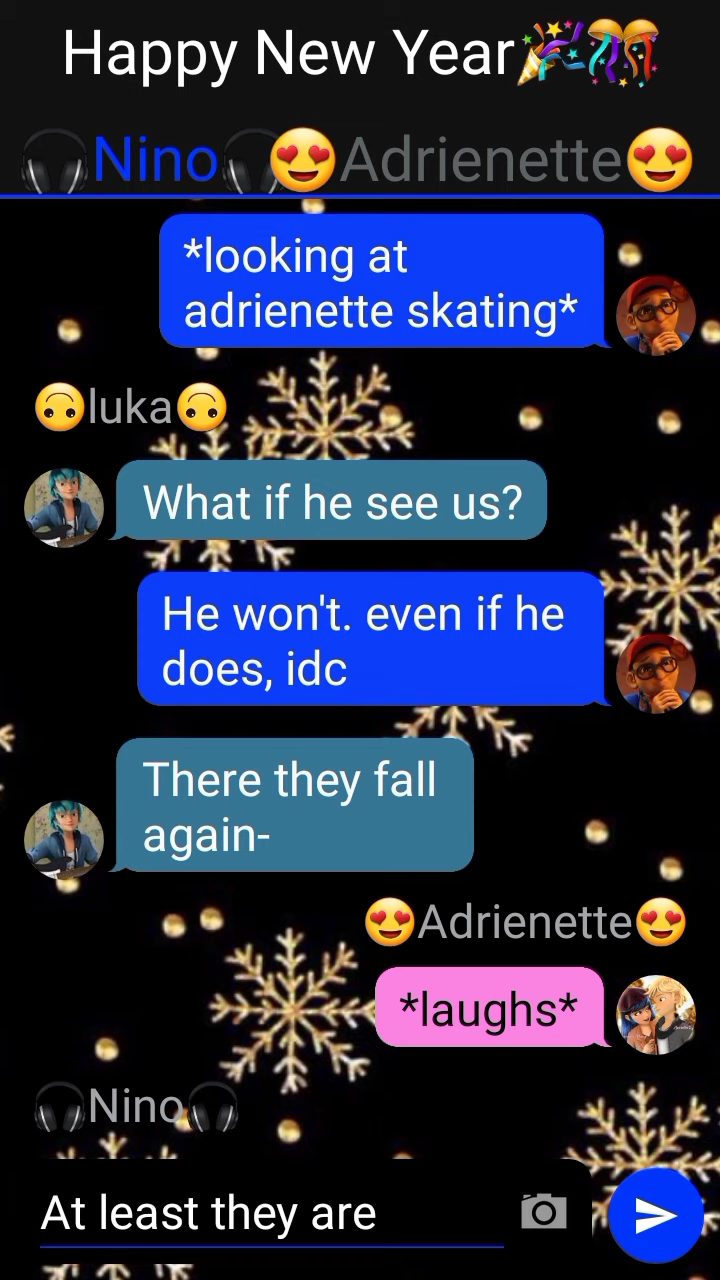 Happy New Year🎉🎊
🎧Nino🎧 😍Adrienette😍
*looking at
adrienette skating*
🙃luka🙃
What if he see us?
He won't. even if he
does, idc
There they fall
again-
😍Adrienette😍
*laughs*
🎧Nino🎧
At least they are